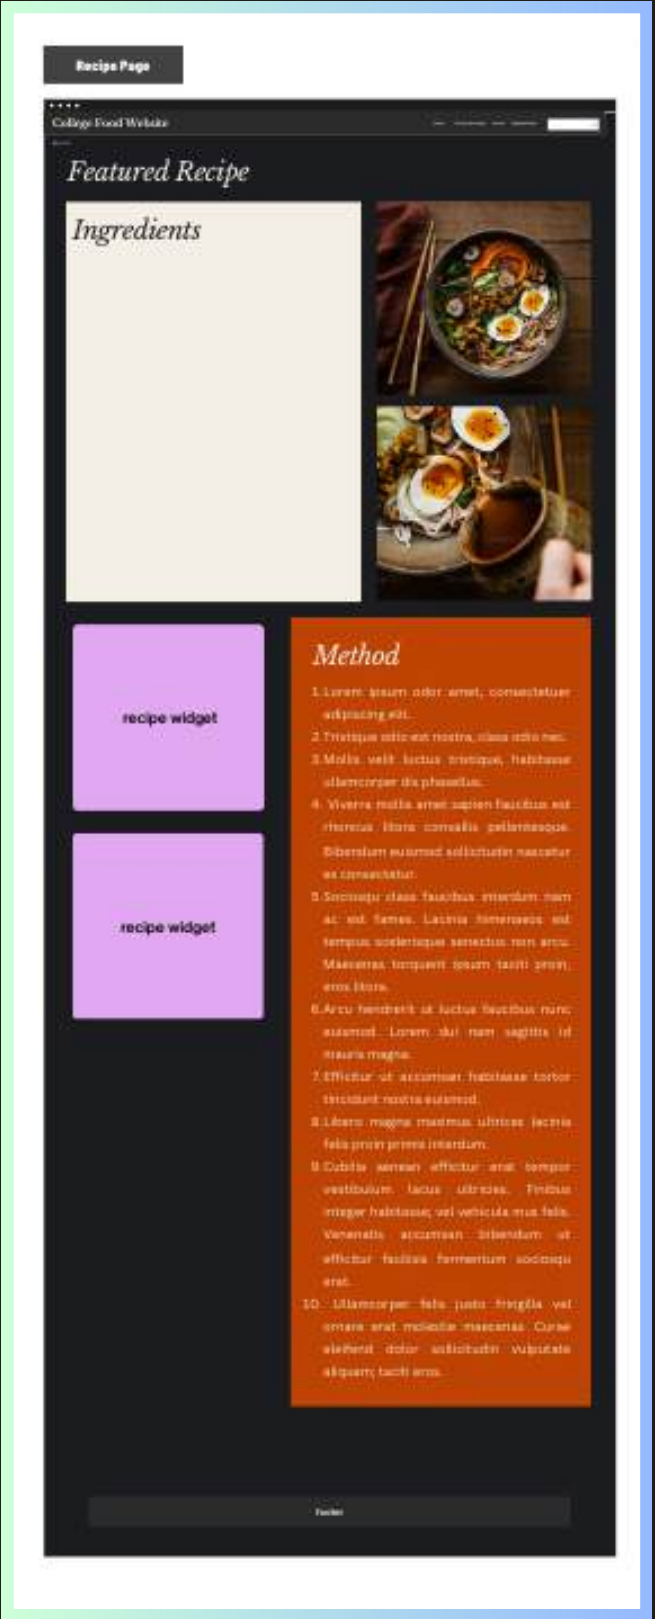 Recipe Page
College Food Website
Featured Recipe
Ingredients
recipe widget
recipe widget
Method
1. Lorem ipsum odor amet, consectetuer
adipiscing elit.
2. Tristique odio est nostra, class odio nec.
3. Mollis velit luctus tristique, habitasse
ullamcorper dis phasellus.
4. Viverra mollis amet sapien faucibus est
rhoncus litora convallis pellentesque.
Bibendum euismod sollicitudin nascetur
ex consectetur.
5. Sociosqu class faucibus interdum nam
ac est fames. Lacinia himenaeos est
tempus scelerisque senectus non arcu.
Maecenas torquent ipsum taciti proin,
eros litora.
6. Arcu hendrerit ut luctus faucibus nunc
euismod. Lorem dui nam sagittis id
mauris magna.
7. Efficitur ut accumsan habitasse tortor
tincidunt nostra euismod.
8. Libero magna maximus ultrices lacinia
felis proin primis interdum.
9. Cubilia aenean efficitur erat tempor
vestibulum lacus ultricies. Finibus
integer habitasse; vel vehicula mus felis.
Venenatis accumsan bibendum ut
efficitur facilisis fermentum sociosqu
erat.
10. Ullamcorper felis justo fringilla vel
ornare erat molestie maecenas. Curae
eleifend dolor sollicitudin vulputate
aliquam; taciti eros.
Footer